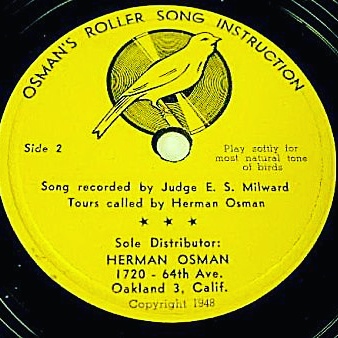 OSMAN'S ROLLER SONG INSTRUCTION
Side 2
Play softly for
most natural tone
of birds
Song recorded by Judge E. S. Milward
Tours called by Herman Osman
★ ★ ★
Sole Distributor:
HERMAN OSMAN
1720 - 64th Ave.
Oakland 3, Calif.
Copyright 1948